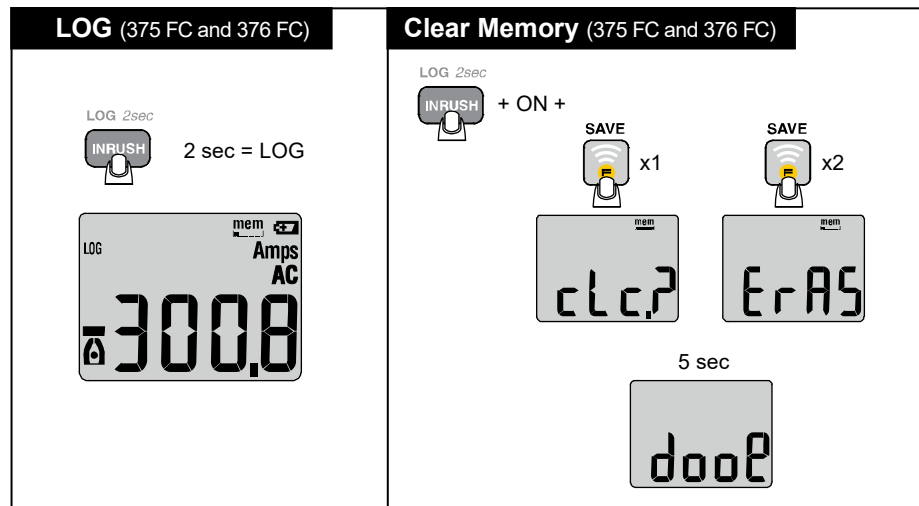 LOG (375 FC and 376 FC)
LOG 2sec
INRUSH
2 sec = LOG
mem
LOG
Amps
AC
300.8
Clear Memory (375 FC and 376 FC)
LOG 2sec
INRUSH + ON +
SAVE
x1
mem
cLr.?
SAVE
x2
mem
ErAS
5 sec
donE